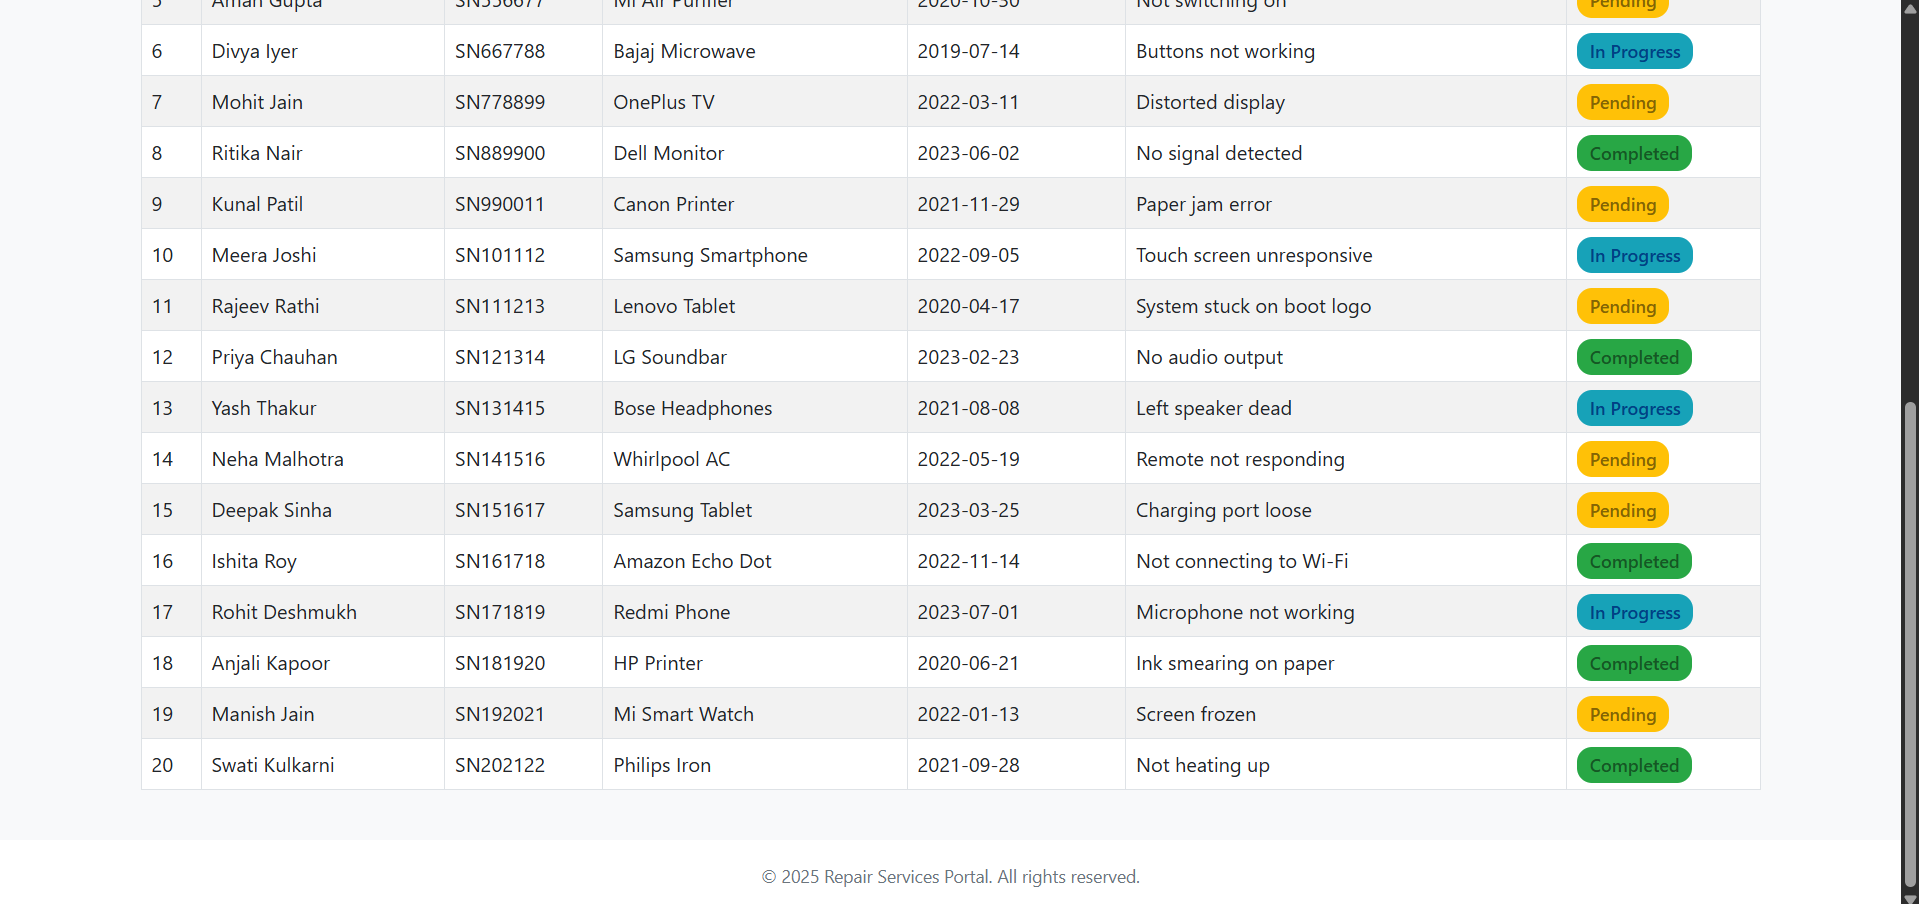 5 Aman Gupta SN556677 Mi Air Purifier 2020-10-30 Not switching on Pending
6 Divya Iyer SN667788 Bajaj Microwave 2019-07-14 Buttons not working In Progress
7 Mohit Jain SN778899 OnePlus TV 2022-03-11 Distorted display Pending
8 Ritika Nair SN889900 Dell Monitor 2023-06-02 No signal detected Completed
9 Kunal Patil SN990011 Canon Printer 2021-11-29 Paper jam error Pending
10 Meera Joshi SN101112 Samsung Smartphone 2022-09-05 Touch screen unresponsive In Progress
11 Rajeev Rathi SN111213 Lenovo Tablet 2020-04-17 System stuck on boot logo Pending
12 Priya Chauhan SN121314 LG Soundbar 2023-02-23 No audio output Completed
13 Yash Thakur SN131415 Bose Headphones 2021-08-08 Left speaker dead In Progress
14 Neha Malhotra SN141516 Whirlpool AC 2022-05-19 Remote not responding Pending
15 Deepak Sinha SN151617 Samsung Tablet 2023-03-25 Charging port loose Pending
16 Ishita Roy SN161718 Amazon Echo Dot 2022-11-14 Not connecting to Wi-Fi Completed
17 Rohit Deshmukh SN171819 Redmi Phone 2023-07-01 Microphone not working In Progress
18 Anjali Kapoor SN181920 HP Printer 2020-06-21 Ink smearing on paper Completed
19 Manish Jain SN192021 Mi Smart Watch 2022-01-13 Screen frozen Pending
20 Swati Kulkarni SN202122 Philips Iron 2021-09-28 Not heating up Completed
© 2025 Repair Services Portal. All rights reserved.